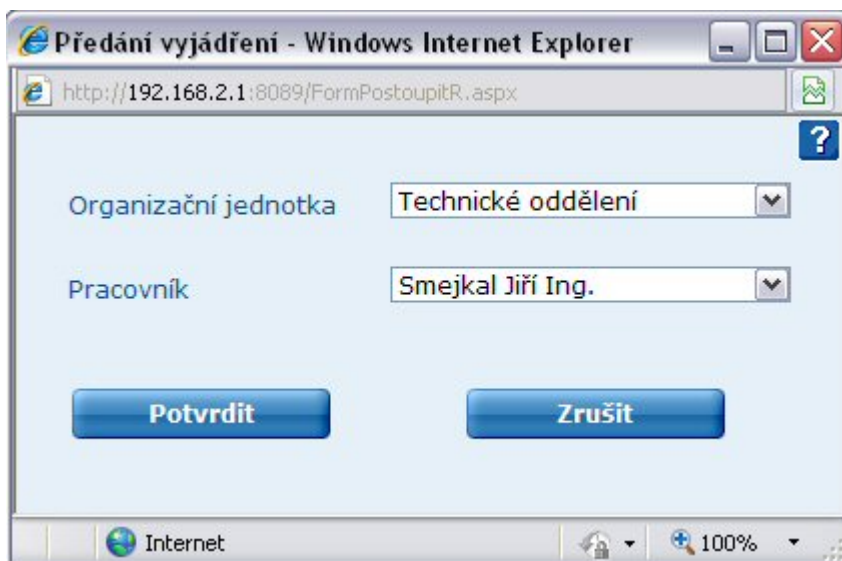 Předání vyjádření - Windows Internet Explorer
http://192.168.2.1:8089/FormPostoupitR.aspx
?
Organizační jednotka Technické oddělení
Pracovník Smejkal Jiří Ing.
Potvrdit Zrušit
Internet 100%